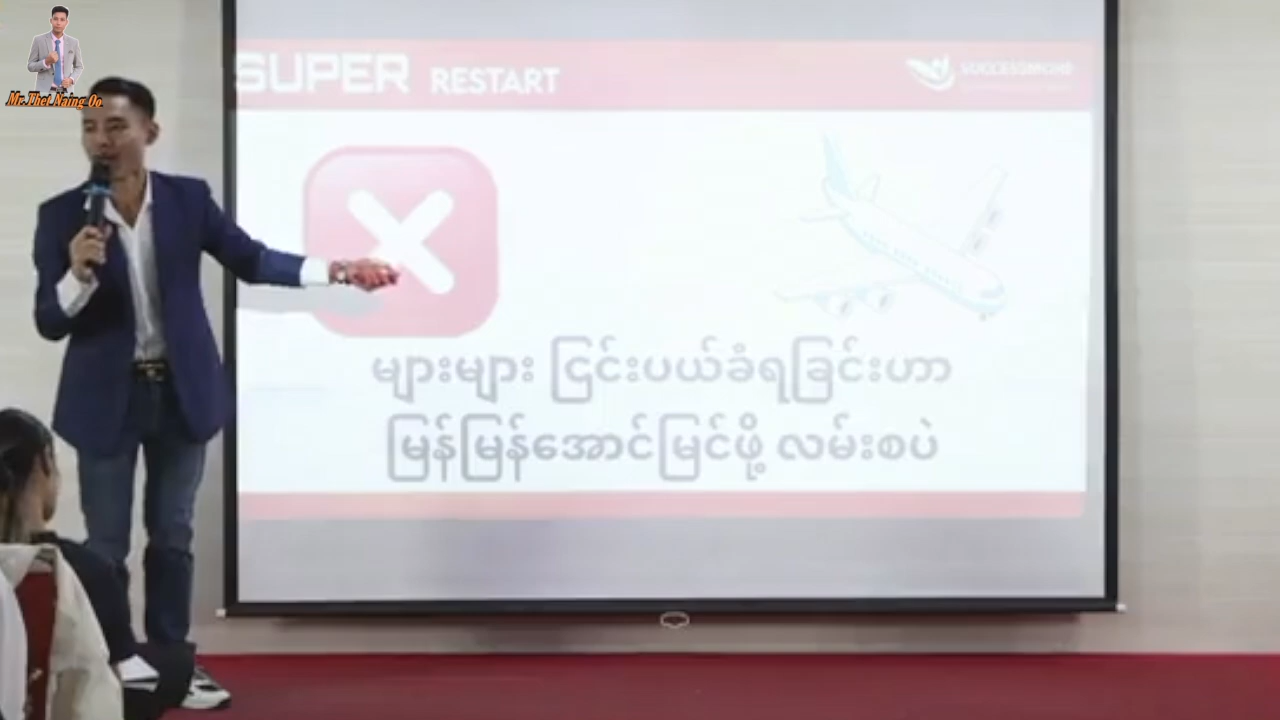 Mr.Thet Naing Oo
SUPER RESTART
များများ ငြင်းပယ်ခံရခြင်းဟာ
မြန်မြန်အောင်မြင်ဖို့ လမ်းစပဲ